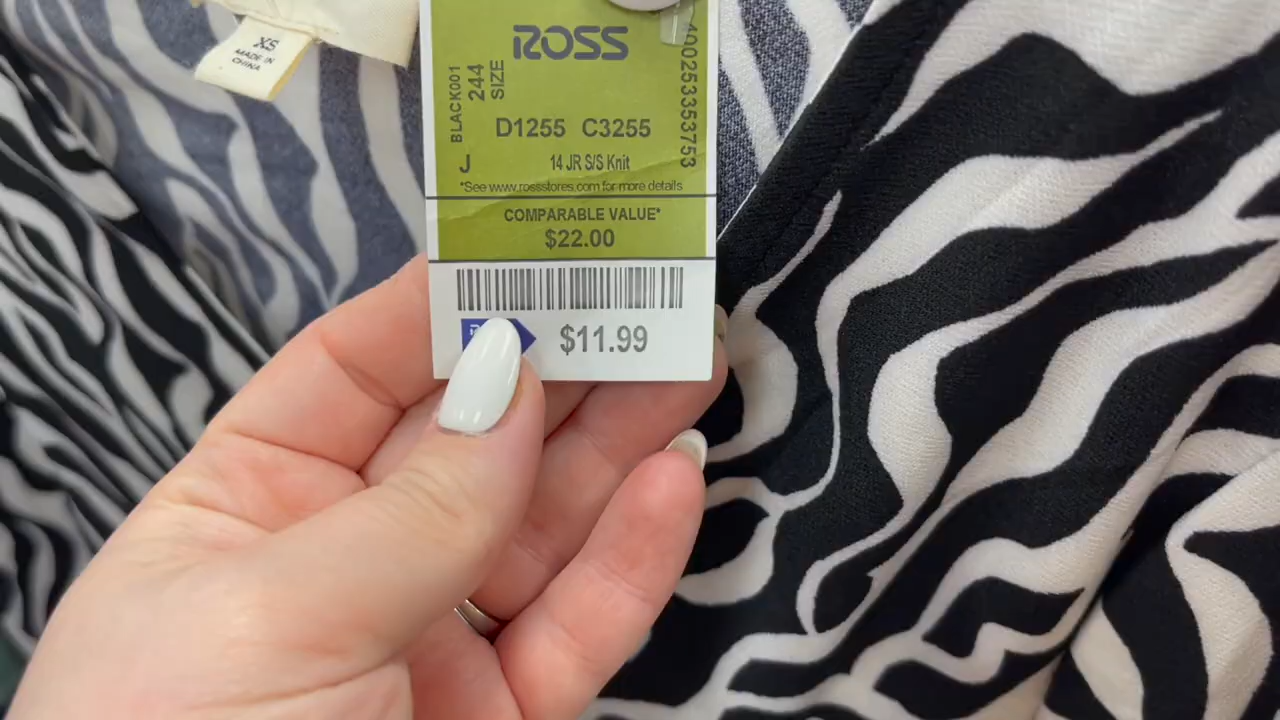 XS
MADE IN
CHINA
ROSS
BLACK001
244
SIZE
400253353753
D1255 C3255
J
14 JR S/S Knit
*See www.rossstores.com for more details
COMPARABLE VALUE*
$22.00
$11.99